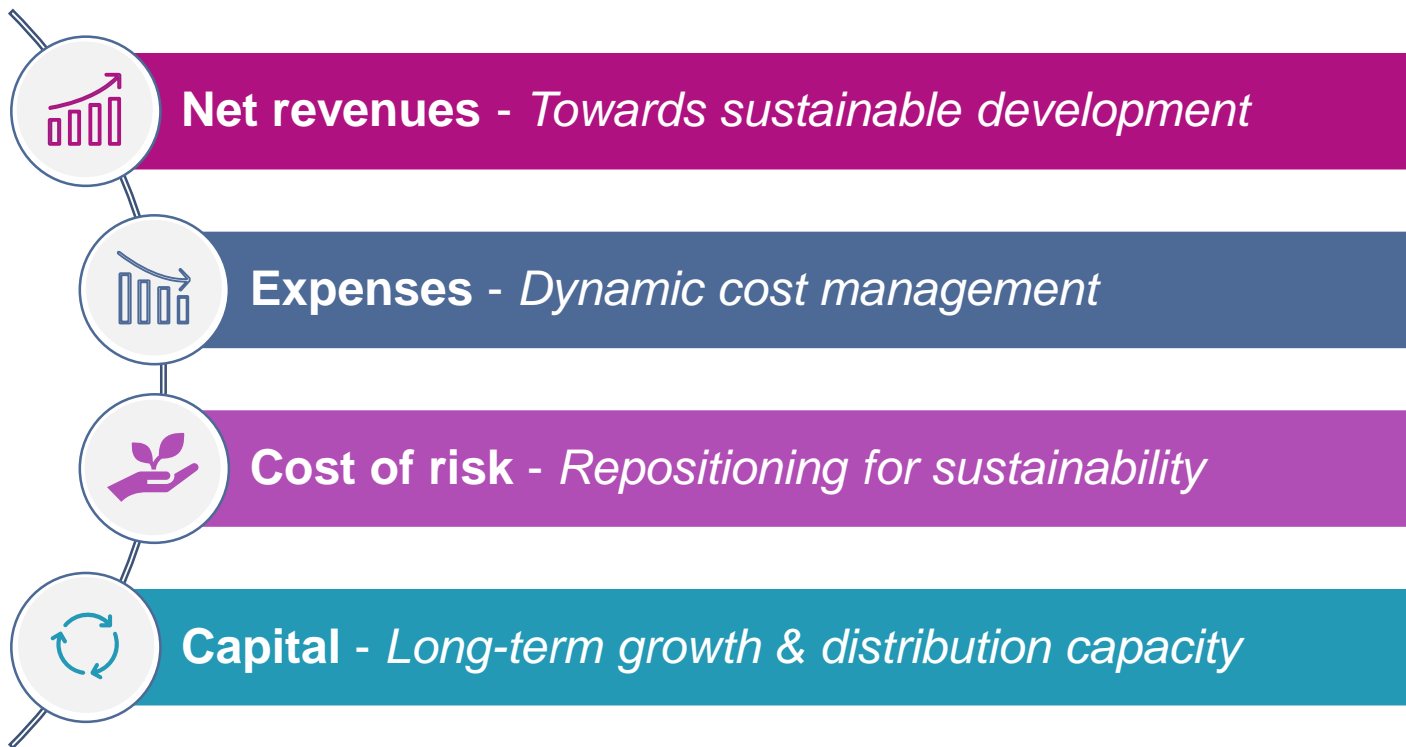 Net revenues - Towards sustainable development
Expenses - Dynamic cost management
Cost of risk - Repositioning for sustainability
Capital - Long-term growth & distribution capacity